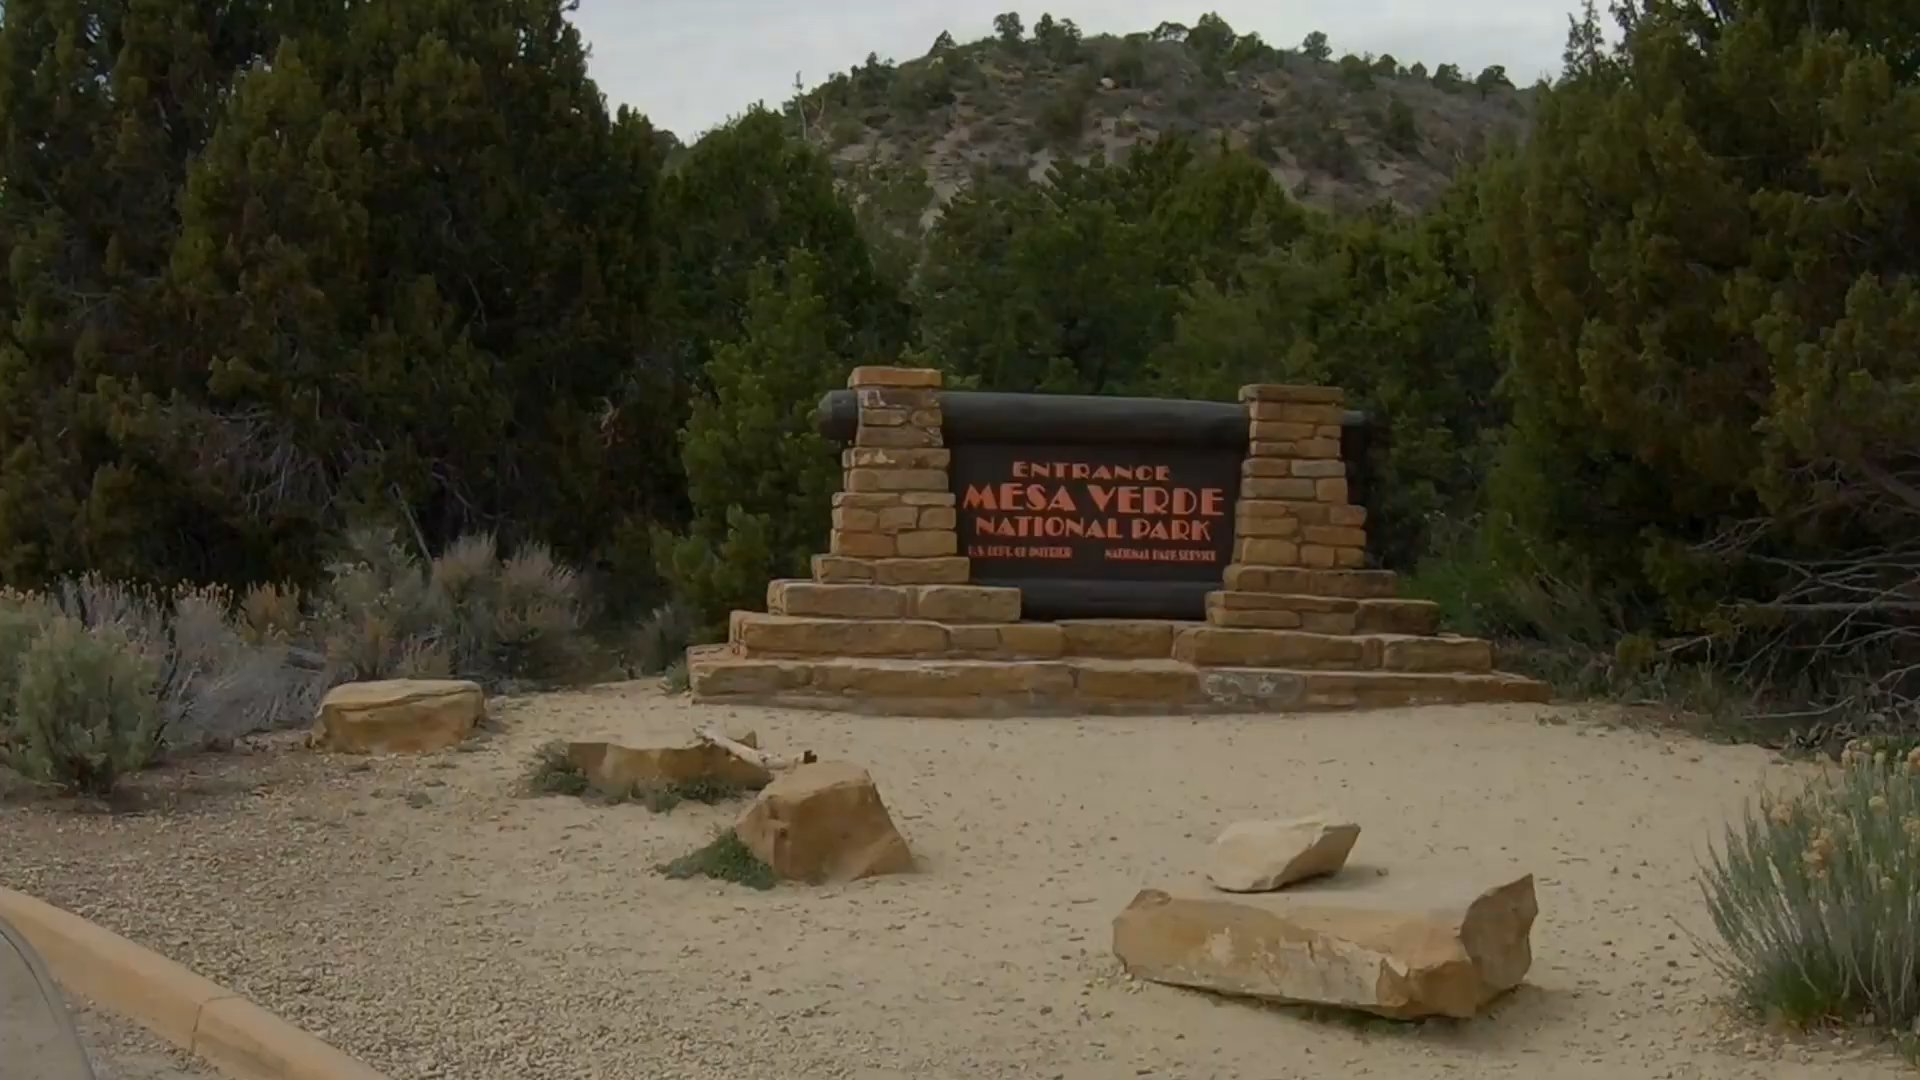 ENTRANCE
MESA VERDE
NATIONAL PARK
U.S. DEPT. OF INTERIOR NATIONAL PARK SERVICE